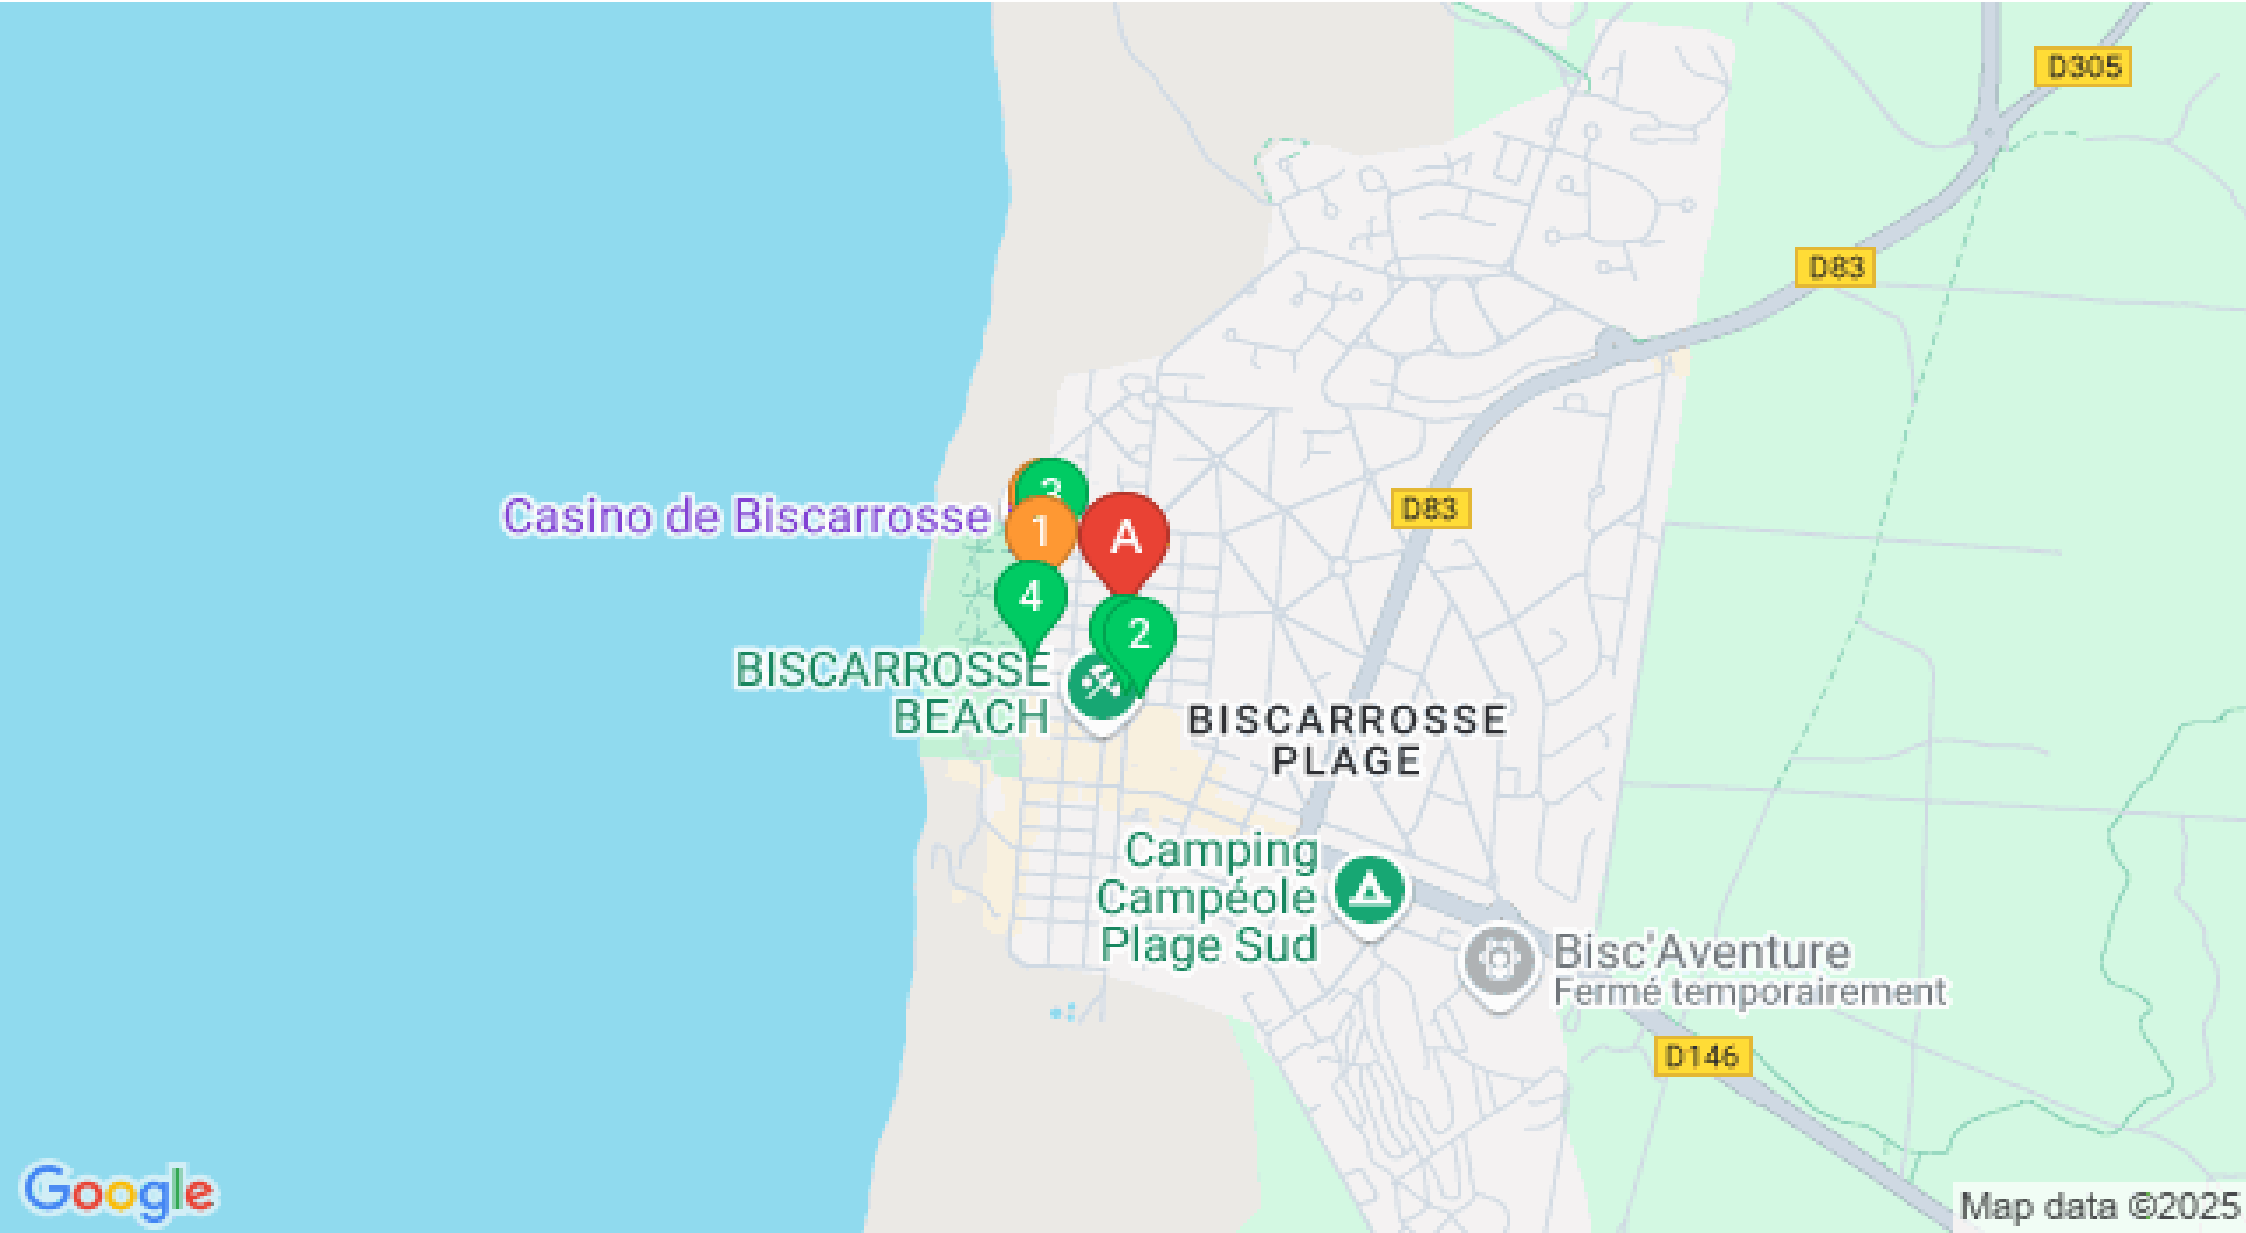 D305
D83
3
Casino de Biscarrosse
1
A
D83
4
2
BISCARROSSE
BEACH
BISCARROSSE
PLAGE
Camping
Campéole
Plage Sud
Bisc'Aventure
Fermé temporairement
D146
Google
Map data ©2025